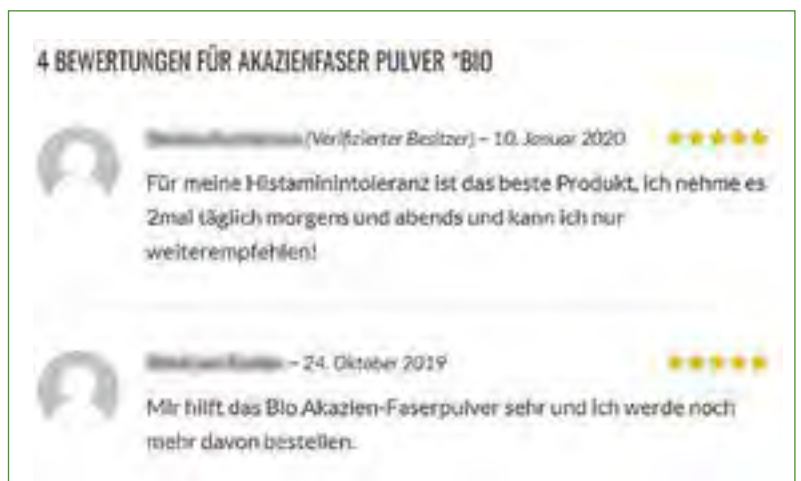 4 BEWERTUNGEN FÜR AKAZIENFASER PULVER *BIO
(Verifizierter Besitzer) – 10. Januar 2020
Für meine Histaminintoleranz ist das beste Produkt, ich nehme es
2mal täglich morgens und abends und kann ich nur
weiterempfehlen!
– 24. Oktober 2019
Mir hilft das Bio Akazien-Faserpulver sehr und ich werde noch
mehr davon bestellen.